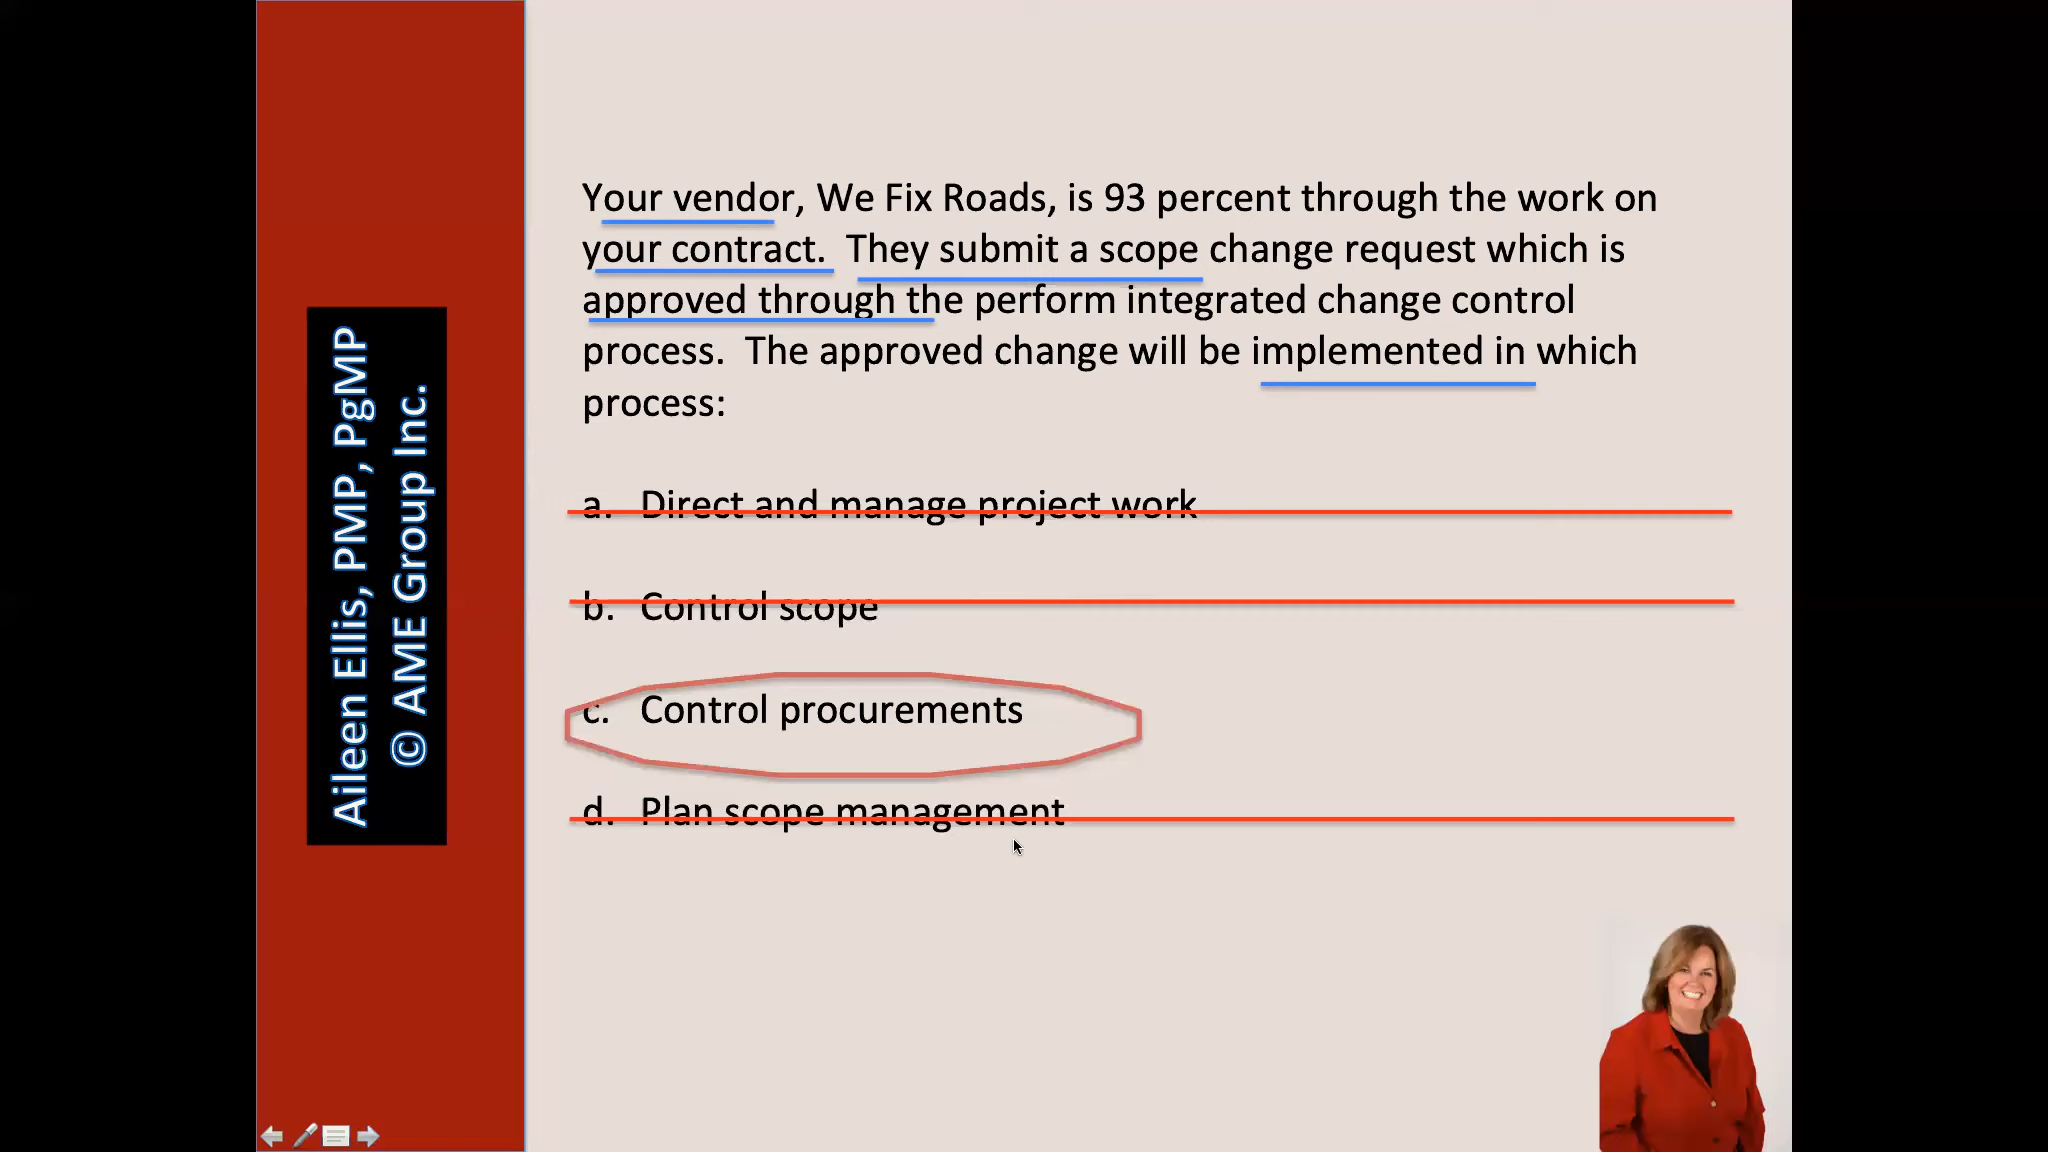 Aileen Ellis, PMP, PgMP
© AME Group Inc.
Your vendor, We Fix Roads, is 93 percent through the work on
your contract.  They submit a scope change request which is
approved through the perform integrated change control
process.  The approved change will be implemented in which
process:
a. Direct and manage project work
b. Control scope
c. Control procurements
d. Plan scope management